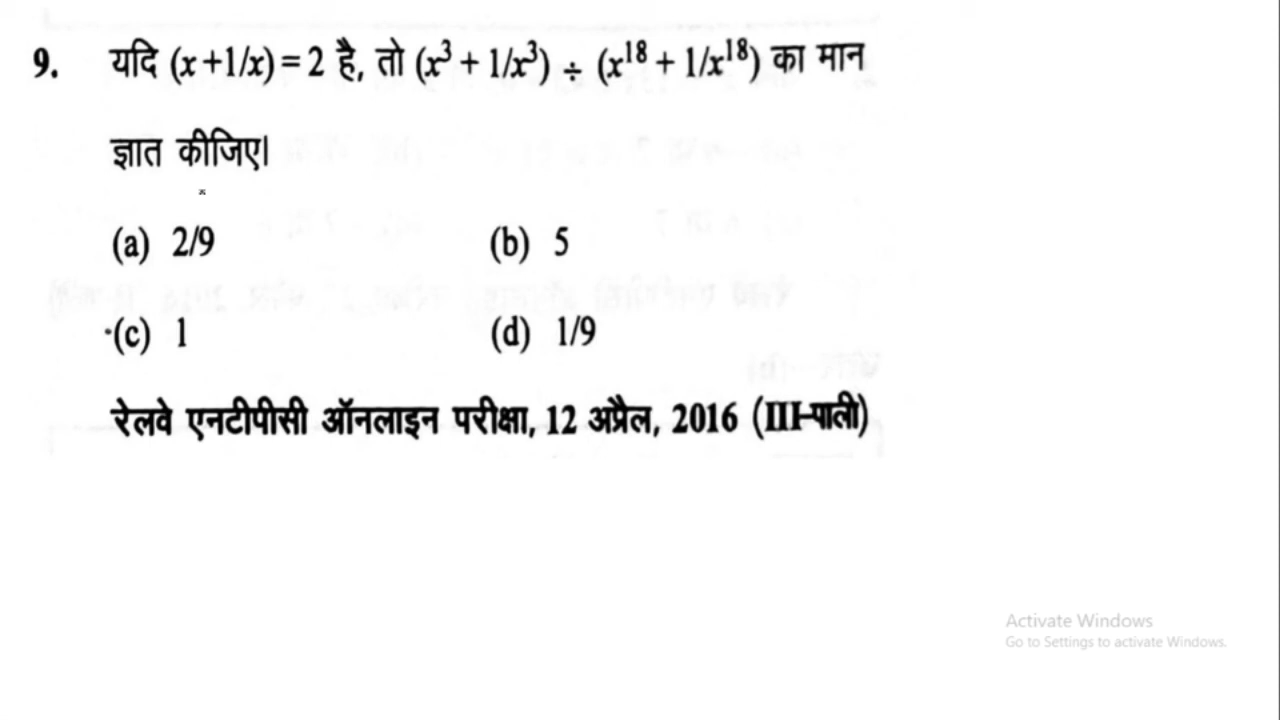 9. यदि (x+1/x) = 2 है, तो (x³ + 1/x³) ÷ (x¹⁸ + 1/x¹⁸) का मान
ज्ञात कीजिए।
(a) 2/9 (b) 5
(c) 1 (d) 1/9
रेलवे एनटीपीसी ऑनलाइन परीक्षा, 12 अप्रैल, 2016 (III-पाली)
Activate Windows
Go to Settings to activate Windows.